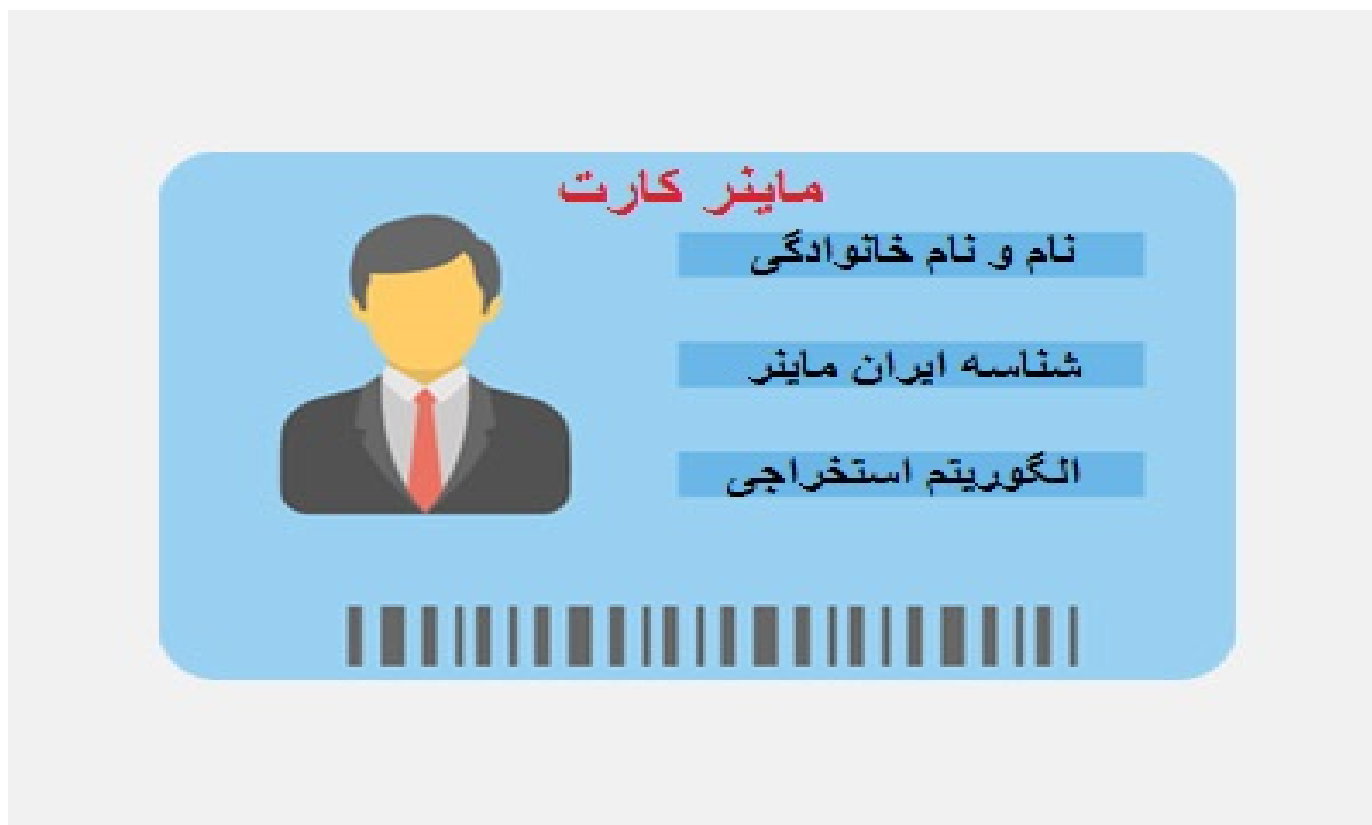 ماینر کارت
نام و نام خانوادگی
شناسه ایران ماینر
الگوریتم استخراجی